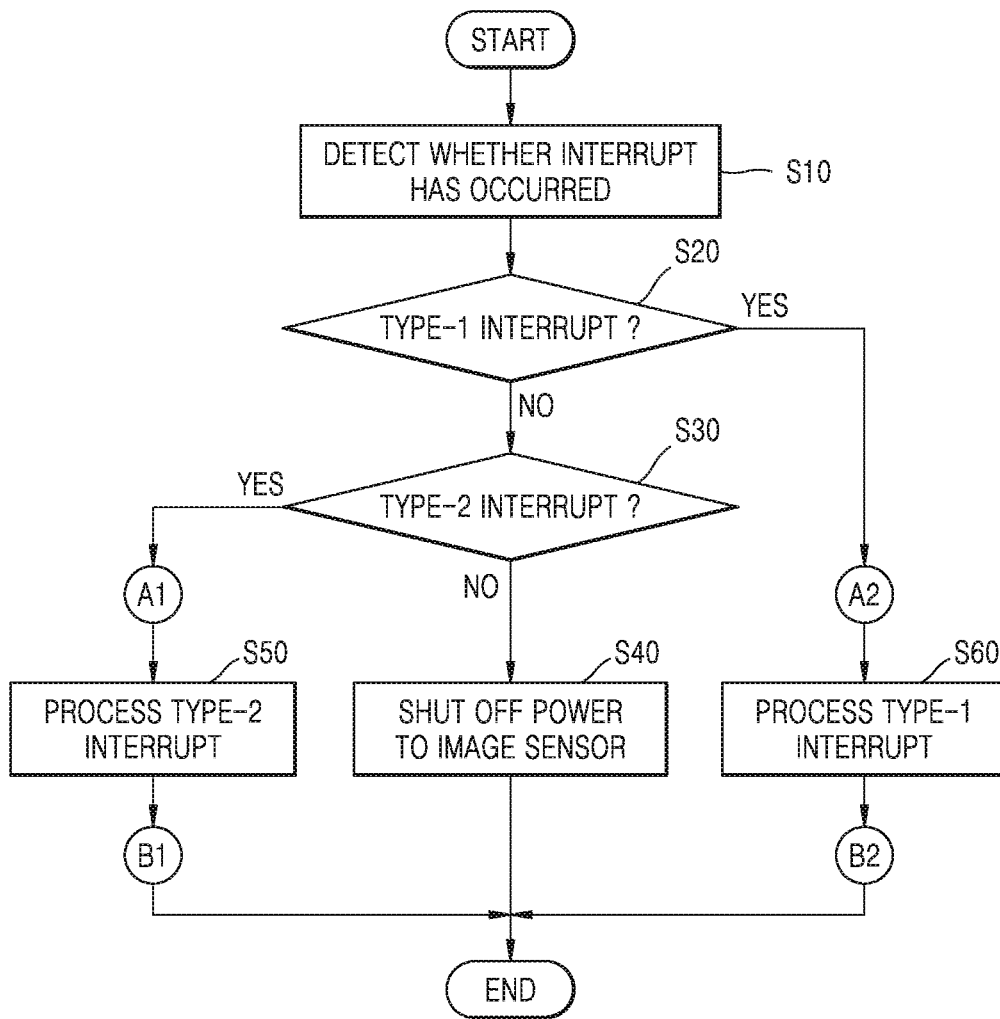 START
DETECT WHETHER INTERRUPT
HAS OCCURRED
S10
S20
TYPE-1 INTERRUPT ?
YES
NO
S30
YES
TYPE-2 INTERRUPT ?
NO
A1
A2
S50
S40
S60
PROCESS TYPE-2
INTERRUPT
SHUT OFF POWER
TO IMAGE SENSOR
PROCESS TYPE-1
INTERRUPT
B1
B2
END